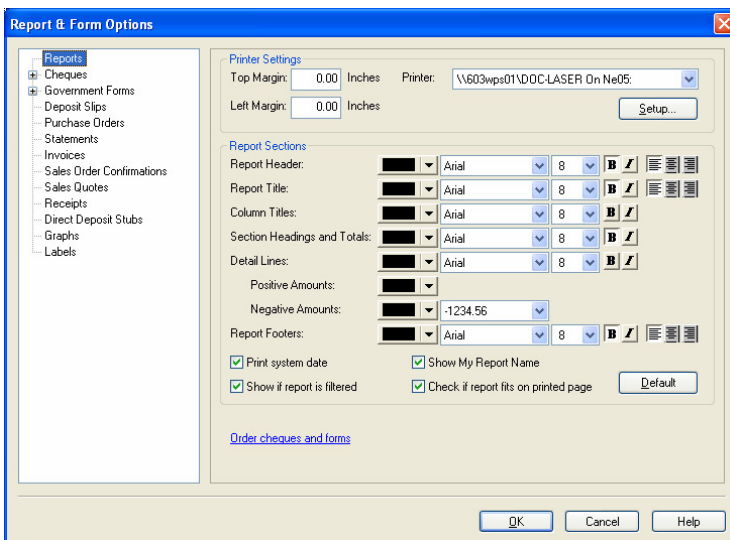 Report & Form Options
Reports
Cheques
Government Forms
Deposit Slips
Purchase Orders
Statements
Invoices
Sales Order Confirmations
Sales Quotes
Receipts
Direct Deposit Stubs
Graphs
Labels
Printer Settings
Top Margin: 0.00 Inches Printer: \\603wps01\DOC-LASER On Ne05:
Left Margin: 0.00 Inches Setup...
Report Sections
Report Header: Arial 8 B I
Report Title: Arial 8 B I
Column Titles: Arial 8 B I
Section Headings and Totals: Arial 8 B I
Detail Lines: Arial 8 B I
Positive Amounts:
Negative Amounts: -1234.56
Report Footers: Arial 8 B I
Print system date Show My Report Name
Show if report is filtered Check if report fits on printed page Default
Order cheques and forms
OK Cancel Help